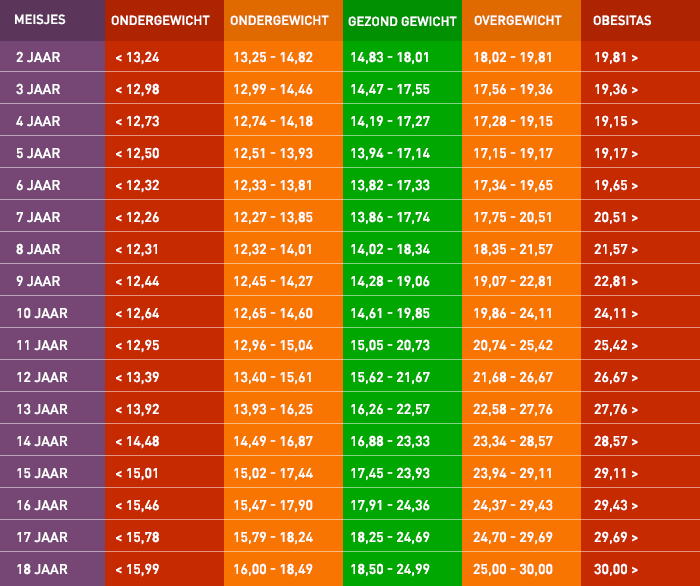 MEISJES ONDERGEWICHT ONDERGEWICHT GEZOND GEWICHT OVERGEWICHT OBESITAS
2 JAAR < 13,24 13,25 - 14,82 14,83 - 18,01 18,02 - 19,81 19,81 >
3 JAAR < 12,98 12,99 - 14,46 14,47 - 17,55 17,56 - 19,36 19,36 >
4 JAAR < 12,73 12,74 - 14,18 14,19 - 17,27 17,28 - 19,15 19,15 >
5 JAAR < 12,50 12,51 - 13,93 13,94 - 17,14 17,15 - 19,17 19,17 >
6 JAAR < 12,32 12,33 - 13,81 13,82 - 17,33 17,34 - 19,65 19,65 >
7 JAAR < 12,26 12,27 - 13,85 13,86 - 17,74 17,75 - 20,51 20,51 >
8 JAAR < 12,31 12,32 - 14,01 14,02 - 18,34 18,35 - 21,57 21,57 >
9 JAAR < 12,44 12,45 - 14,27 14,28 - 19,06 19,07 - 22,81 22,81 >
10 JAAR < 12,64 12,65 - 14,60 14,61 - 19,85 19,86 - 24,11 24,11 >
11 JAAR < 12,95 12,96 - 15,04 15,05 - 20,73 20,74 - 25,42 25,42 >
12 JAAR < 13,39 13,40 - 15,61 15,62 - 21,67 21,68 - 26,67 26,67 >
13 JAAR < 13,92 13,93 - 16,25 16,26 - 22,57 22,58 - 27,76 27,76 >
14 JAAR < 14,48 14,49 - 16,87 16,88 - 23,33 23,34 - 28,57 28,57 >
15 JAAR < 15,01 15,02 - 17,44 17,45 - 23,93 23,94 - 29,11 29,11 >
16 JAAR < 15,46 15,47 - 17,90 17,91 - 24,36 24,37 - 29,43 29,43 >
17 JAAR < 15,78 15,79 - 18,24 18,25 - 24,69 24,70 - 29,69 29,69 >
18 JAAR < 15,99 16,00 - 18,49 18,50 - 24,99 25,00 - 30,00 30,00 >